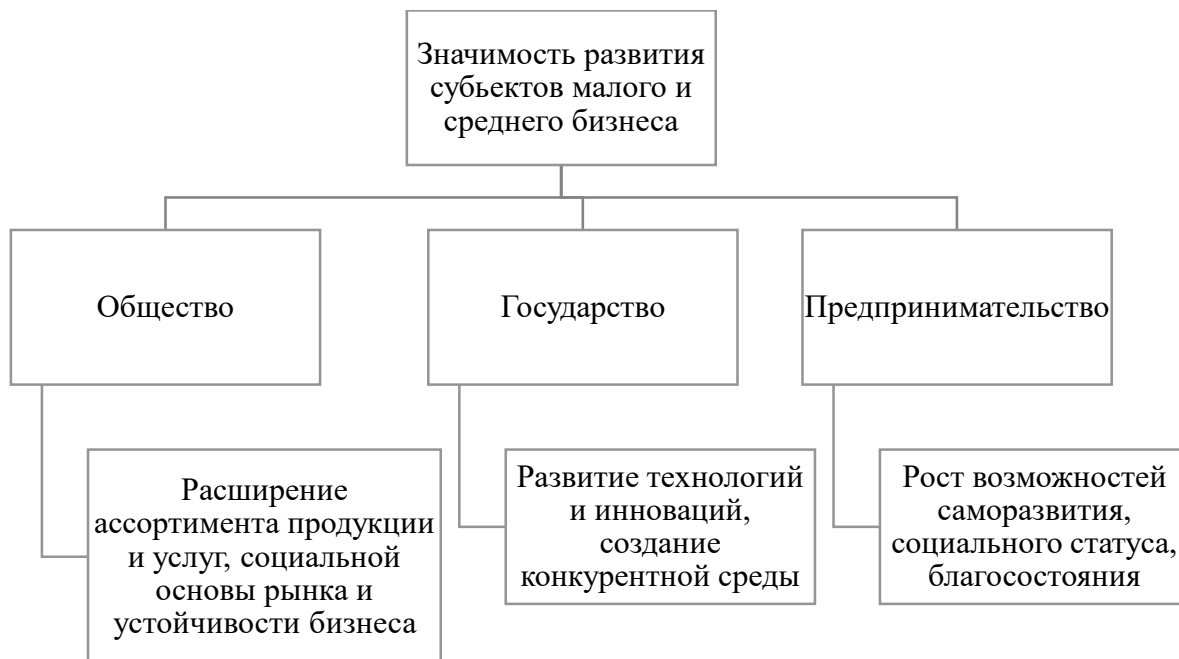 Значимость развития
субьектов малого и
среднего бизнеса
Общество
Государство
Предпринимательство
Расширение
ассортимента продукции
и услуг, социальной
основы рынка и
устойчивости бизнеса
Развитие технологий
и инноваций,
создание
конкурентной среды
Рост возможностей
саморазвития,
социального статуса,
благосостояния